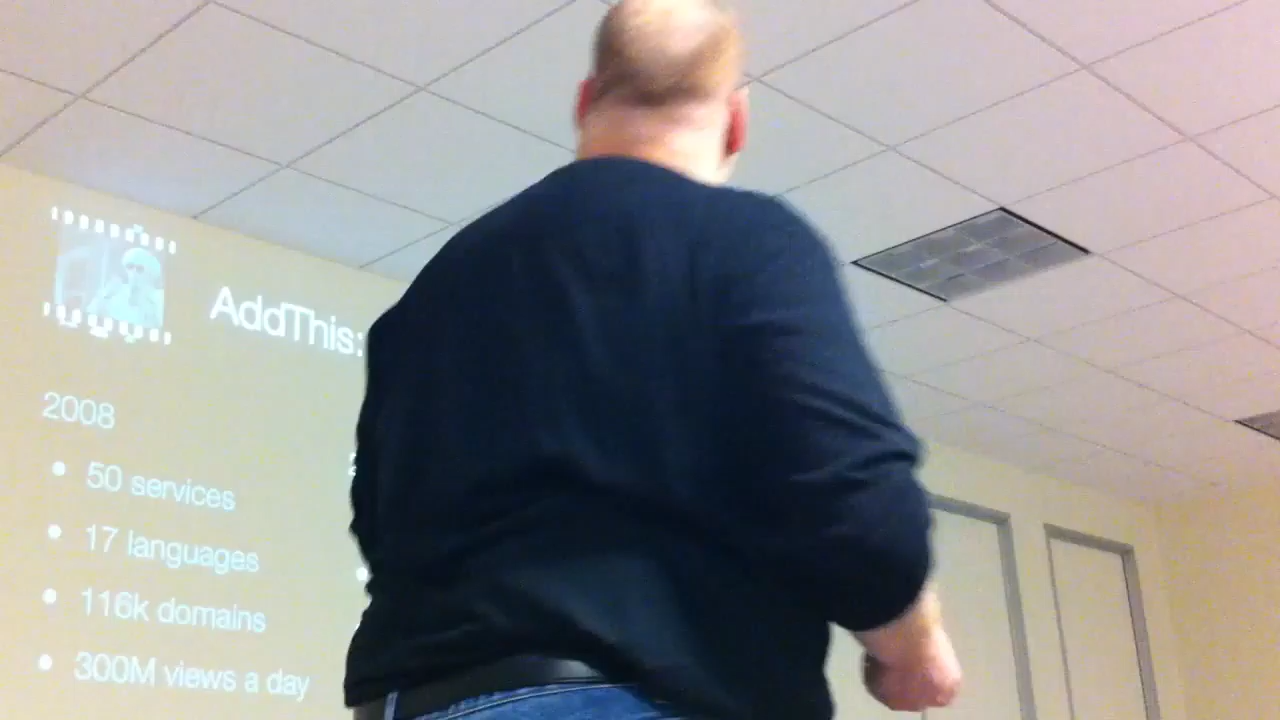 AddThis:
2008
50 services
17 languages
116k domains
300M views a day